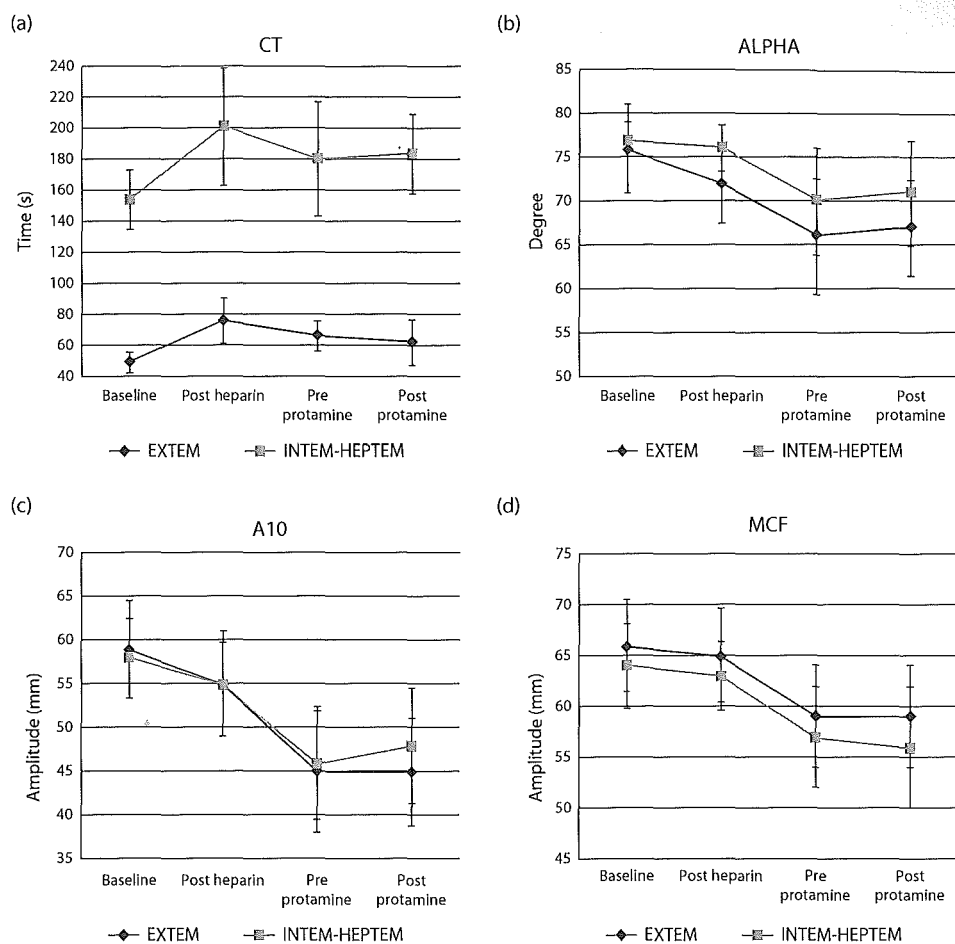 (a)
CT
240
220
200
180
160
140
120
100
80
60
40
Time (s)
Baseline
Post heparin
Pre
protamine
Post
protamine
EXTEM
INTEM-HEPTEM
(b)
ALPHA
85
80
75
70
65
60
55
50
Degree
Baseline
Post heparin
Pre
protamine
Post
protamine
EXTEM
INTEM-HEPTEM
(c)
A10
70
65
60
55
50
45
40
35
Amplitude (mm)
Baseline
Post heparin
Pre
protamine
Post
protamine
EXTEM
INTEM-HEPTEM
(d)
MCF
75
70
65
60
55
50
45
Amplitude (mm)
Baseline
Post heparin
Pre
protamine
Post
protamine
EXTEM
INTEM-HEPTEM